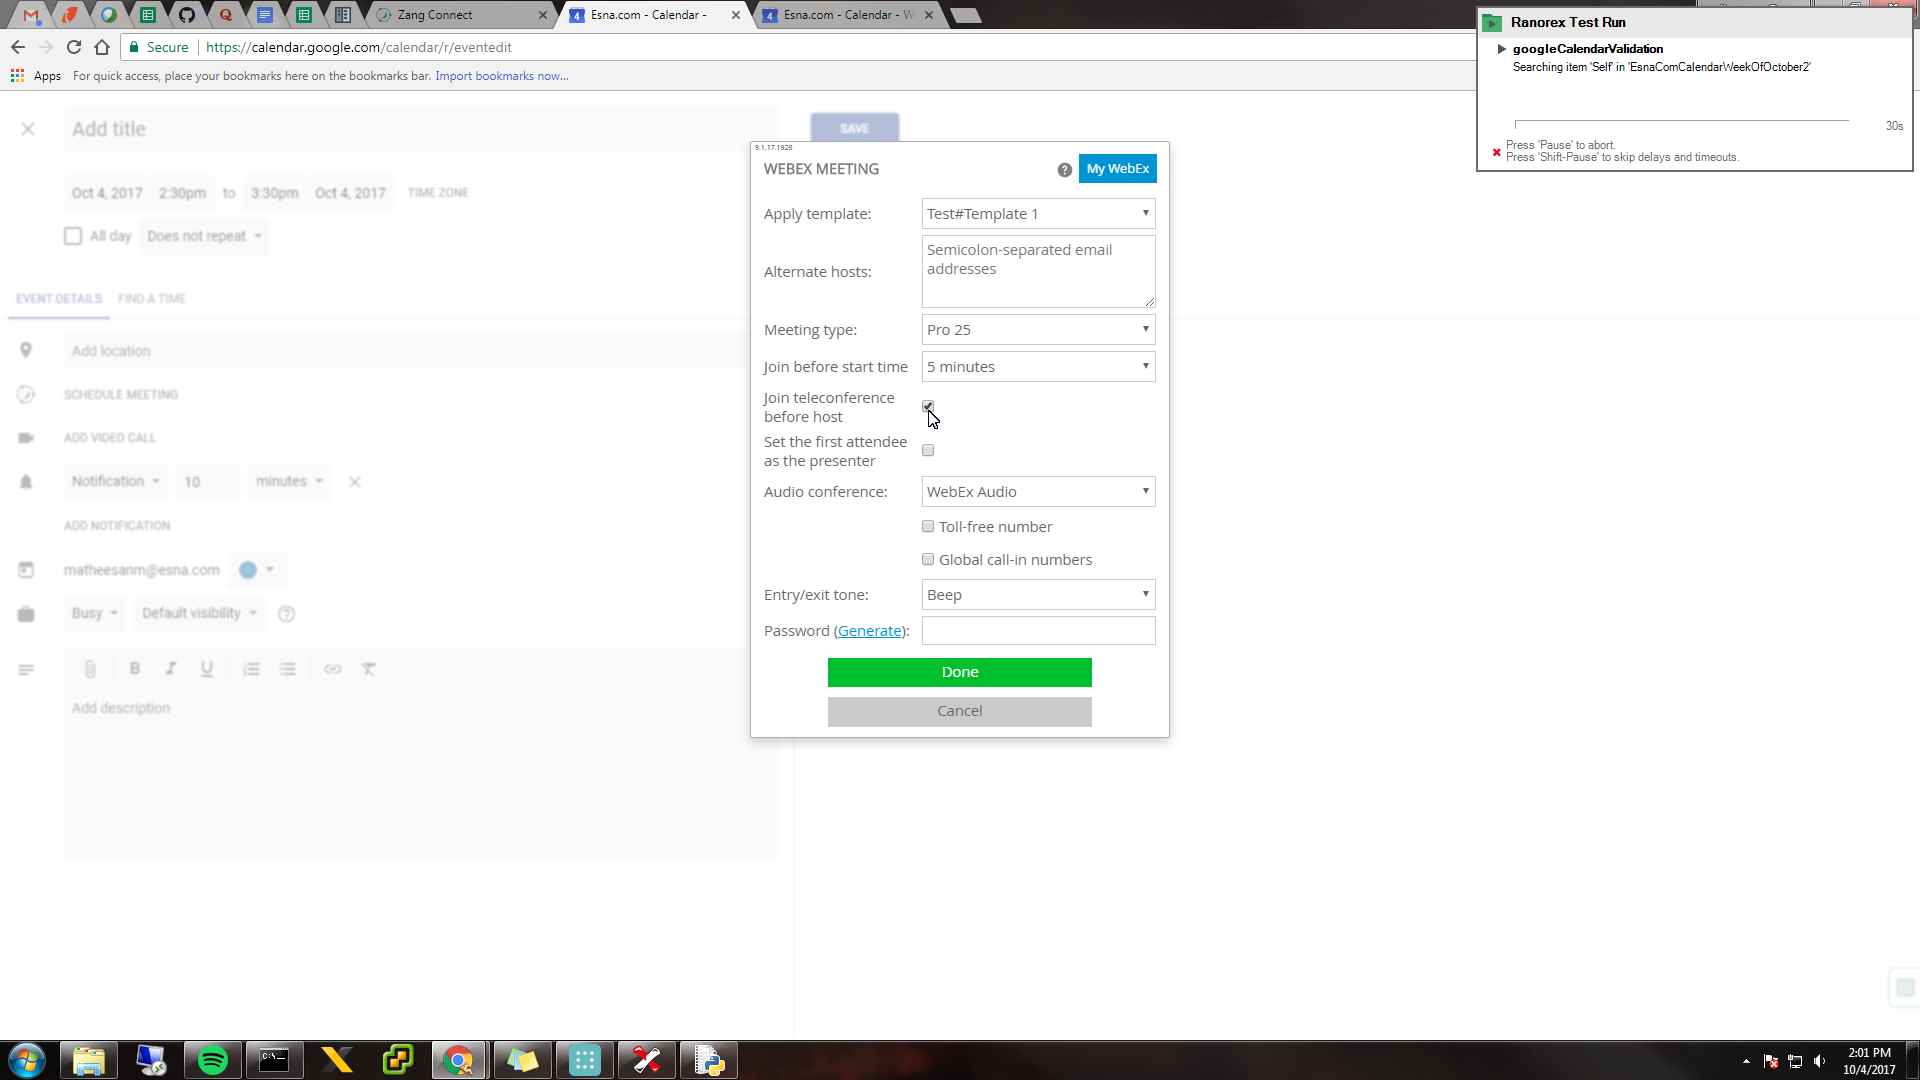 Zang Connect
Esna.com - Calendar -
Esna.com - Calendar - W
Secure
https://calendar.google.com/calendar/r/eventedit
Apps
For quick access, place your bookmarks here on the bookmarks bar. Import bookmarks now...
Ranorex Test Run
googleCalendarValidation
Searching item 'Self' in 'EsnaComCalendarWeekOfOctober2'
30s
Press 'Pause' to abort.
Press 'Shift-Pause' to skip delays and timeouts.
Add title
SAVE
Oct 4, 2017 2:30pm to 3:30pm Oct 4, 2017 TIME ZONE
All day Does not repeat
EVENT DETAILS FIND A TIME
Add location
SCHEDULE MEETING
ADD VIDEO CALL
Notification 10 minutes
ADD NOTIFICATION
matheesanm@esna.com
Busy Default visibility
B I U
Add description
9.1.17.1928
WEBEX MEETING
My WebEx
Apply template: Test#Template 1
Alternate hosts:
Semicolon-separated email
addresses
Meeting type: Pro 25
Join before start time 5 minutes
Join teleconference
before host
Set the first attendee
as the presenter
Audio conference: WebEx Audio
Toll-free number
Global call-in numbers
Entry/exit tone: Beep
Password (Generate):
Done
Cancel
2:01 PM
10/4/2017